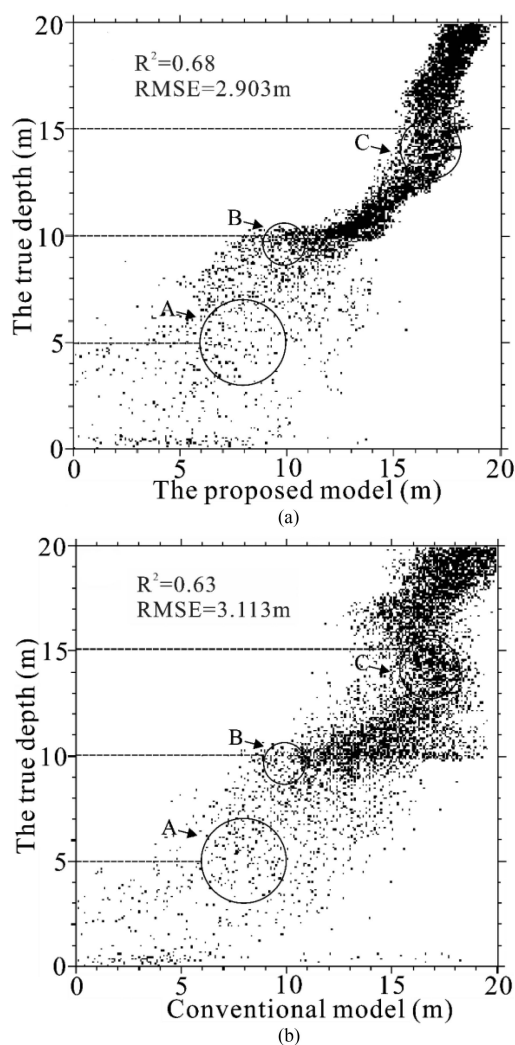 20
R²=0.68
RMSE=2.903m
15
C
B
10
A
5
0
The true depth (m)
0 5 10 15 20
The proposed model (m)
(a)
20
R²=0.63
RMSE=3.113m
15
C
B
10
A
5
0
The true depth (m)
0 5 10 15 20
Conventional model (m)
(b)